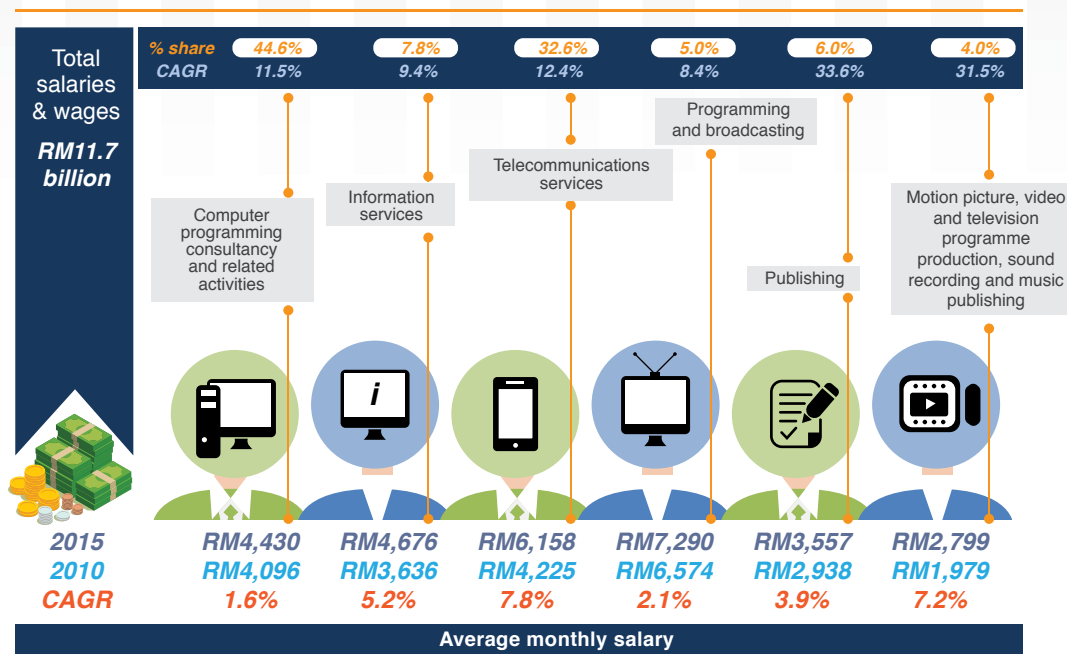 Total
salaries
& wages
RM11.7
billion
% share 44.6% 7.8% 32.6% 5.0% 6.0% 4.0%
CAGR 11.5% 9.4% 12.4% 8.4% 33.6% 31.5%
Computer
programming
consultancy
and related
activities
Information
services
Telecommunications
services
Programming
and broadcasting
Publishing
Motion picture, video
and television
programme
production, sound
recording and music
publishing
i
2015 RM4,430 RM4,676 RM6,158 RM7,290 RM3,557 RM2,799
2010 RM4,096 RM3,636 RM4,225 RM6,574 RM2,938 RM1,979
CAGR 1.6% 5.2% 7.8% 2.1% 3.9% 7.2%
Average monthly salary